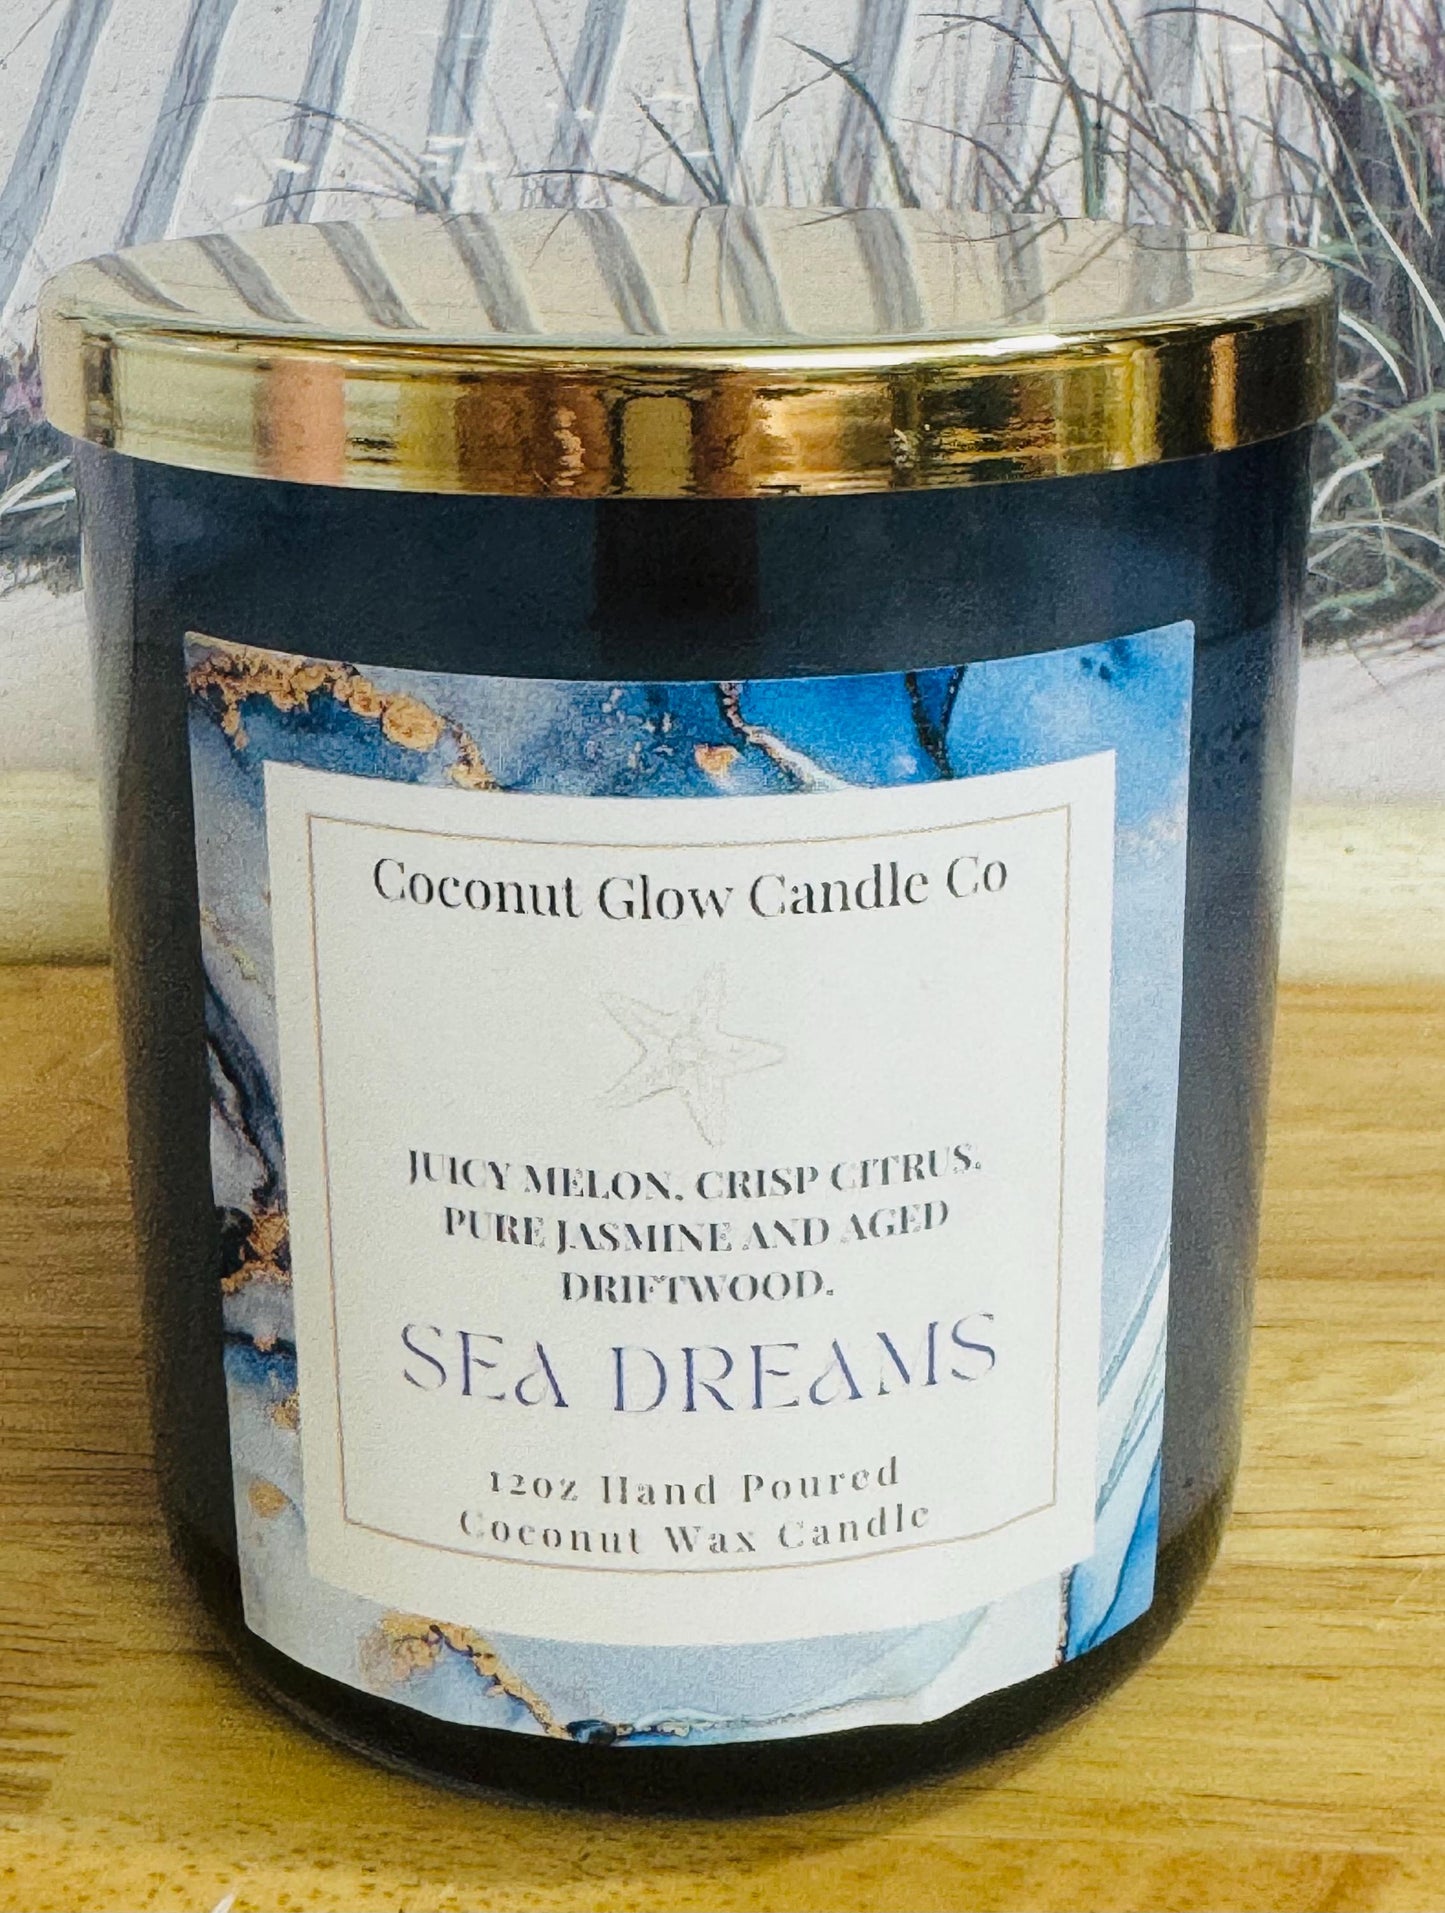 Coconut Glow Candle Co
JUICY MELON, CRISP CITRUS,
PURE JASMINE AND AGED
DRIFTWOOD.
SEA DREAMS
12oz Hand Poured
Coconut Wax Candle